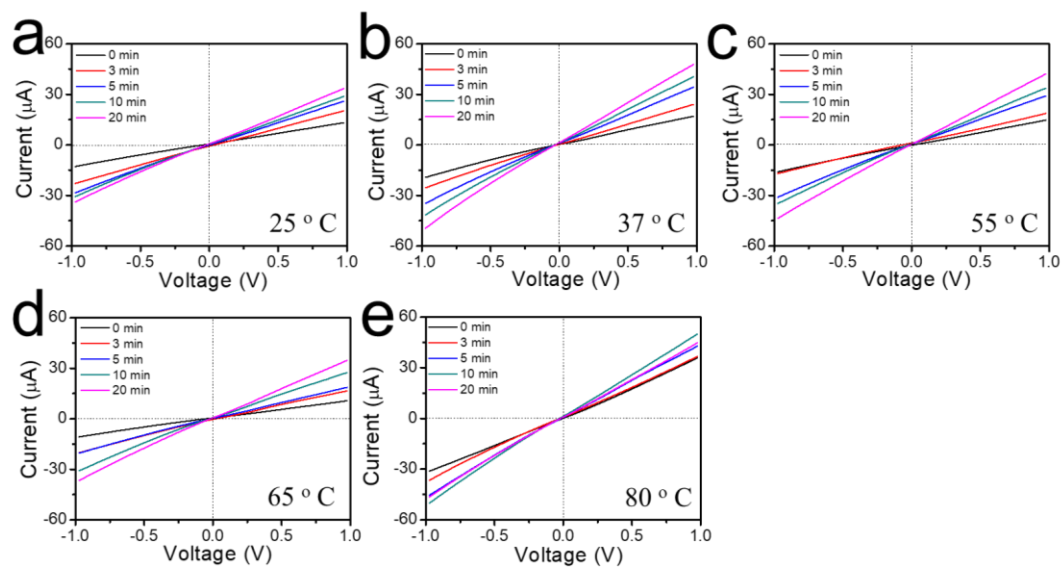 a
60
30
0
-30
-60
Current (μA)
0 min
3 min
5 min
10 min
20 min
25 o C
-1.0 -0.5 0.0 0.5 1.0
Voltage (V)
b
60
30
0
-30
-60
Current (μA)
0 min
3 min
5 min
10 min
20 min
37 o C
-1.0 -0.5 0.0 0.5 1.0
Voltage (V)
c
60
30
0
-30
-60
Current (μA)
0 min
3 min
5 min
10 min
20 min
55 o C
-1.0 -0.5 0.0 0.5 1.0
Voltage (V)
d
60
30
0
-30
-60
Current (μA)
0 min
3 min
5 min
10 min
20 min
65 o C
-1.0 -0.5 0.0 0.5 1.0
Voltage (V)
e
60
30
0
-30
-60
Current (μA)
0 min
3 min
5 min
10 min
20 min
80 o C
-1.0 -0.5 0.0 0.5 1.0
Voltage (V)